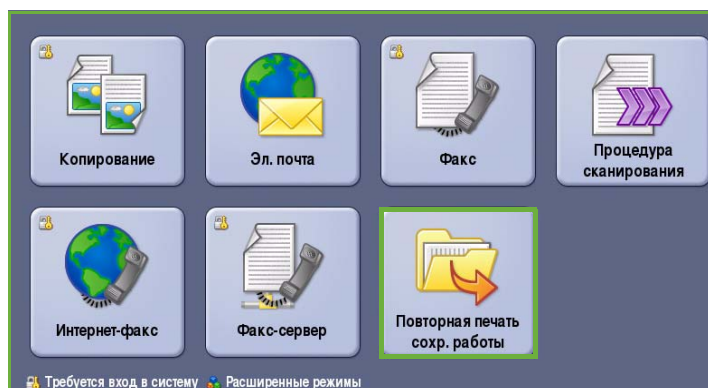 Копирование
Эл. почта
Факс
Процедура
сканирования
Интернет-факс
Факс-сервер
Повторная печать
сохр. работы
Требуется вход в систему Расширенные режимы